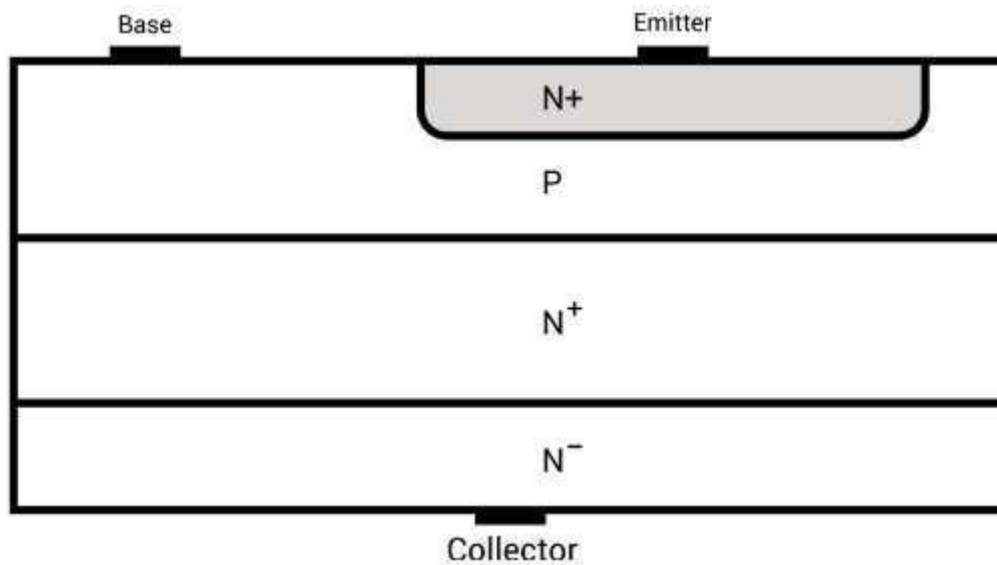 Base
Emitter
N+
P
N⁺
N⁻
Collector